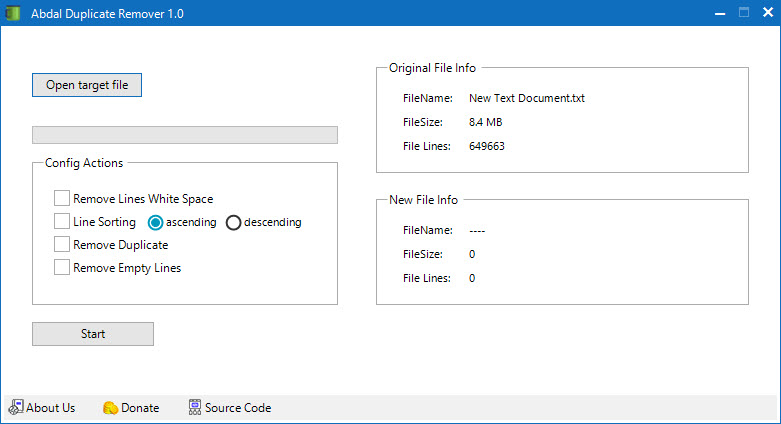 Abdal Duplicate Remover 1.0
Open target file
Config Actions
Remove Lines White Space
Line Sorting ascending descending
Remove Duplicate
Remove Empty Lines
Start
Original File Info
FileName: New Text Document.txt
FileSize: 8.4 MB
File Lines: 649663
New File Info
FileName: ----
FileSize: 0
File Lines: 0
About Us Donate Source Code